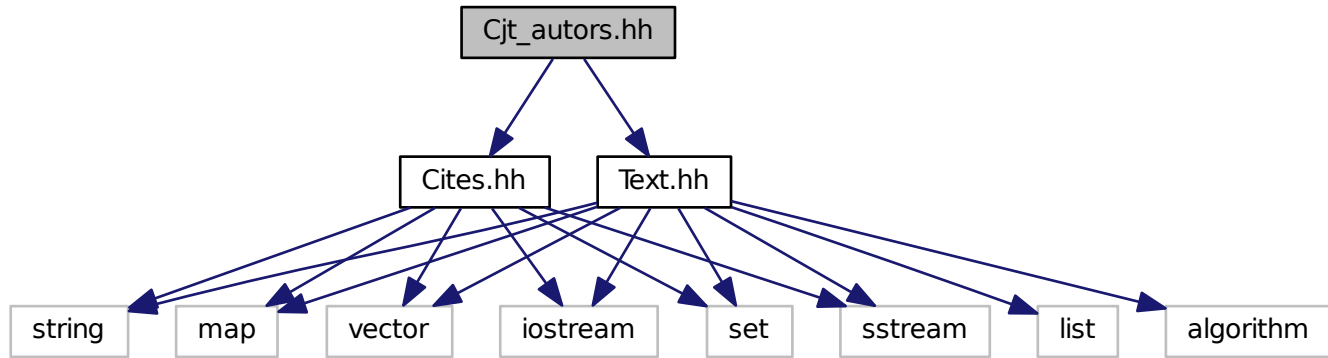 Cjt_autors.hh
Cites.hh Text.hh
string map vector iostream set sstream list algorithm